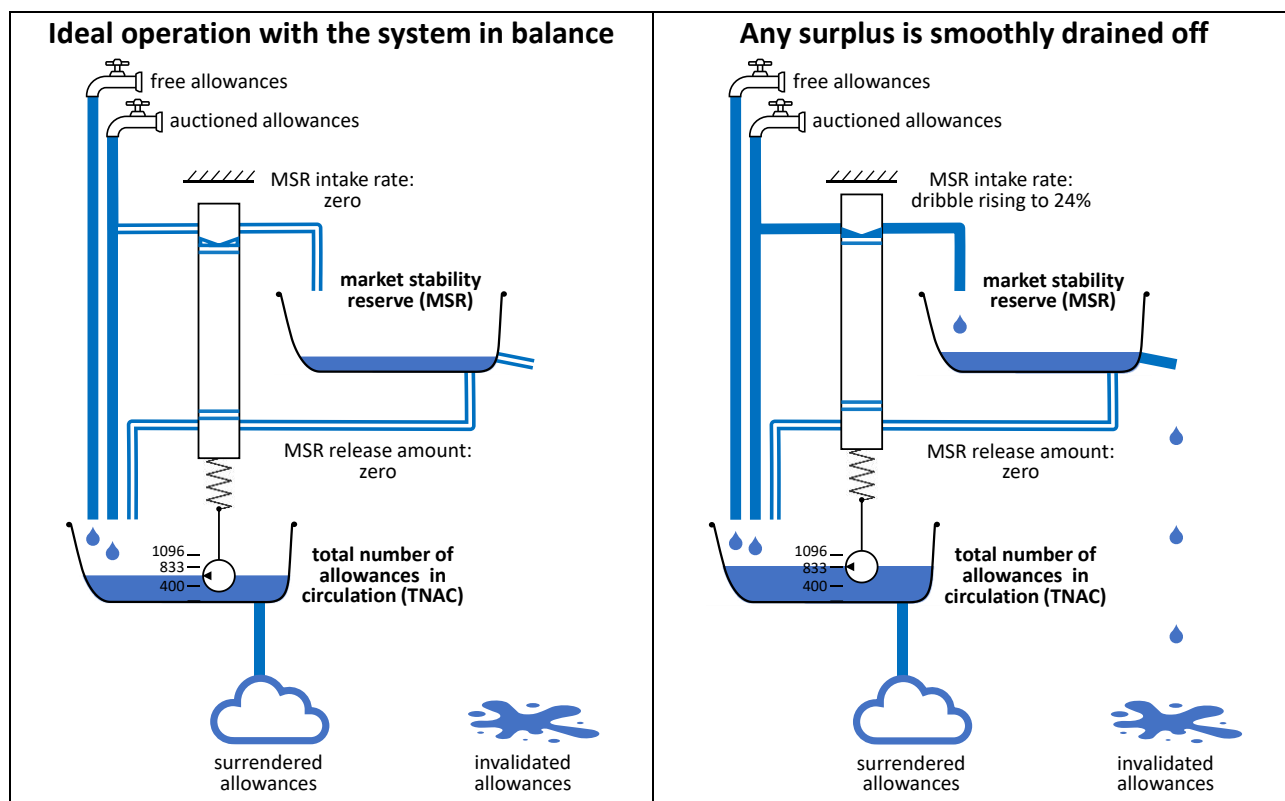 Ideal operation with the system in balance
free allowances
auctioned allowances
MSR intake rate:
zero
market stability
reserve (MSR)
MSR release amount:
zero
1096
833
400
total number of
allowances in
circulation (TNAC)
surrendered
allowances
invalidated
allowances
Any surplus is smoothly drained off
free allowances
auctioned allowances
MSR intake rate:
dribble rising to 24%
market stability
reserve (MSR)
MSR release amount:
zero
1096
833
400
total number of
allowances in
circulation (TNAC)
surrendered
allowances
invalidated
allowances